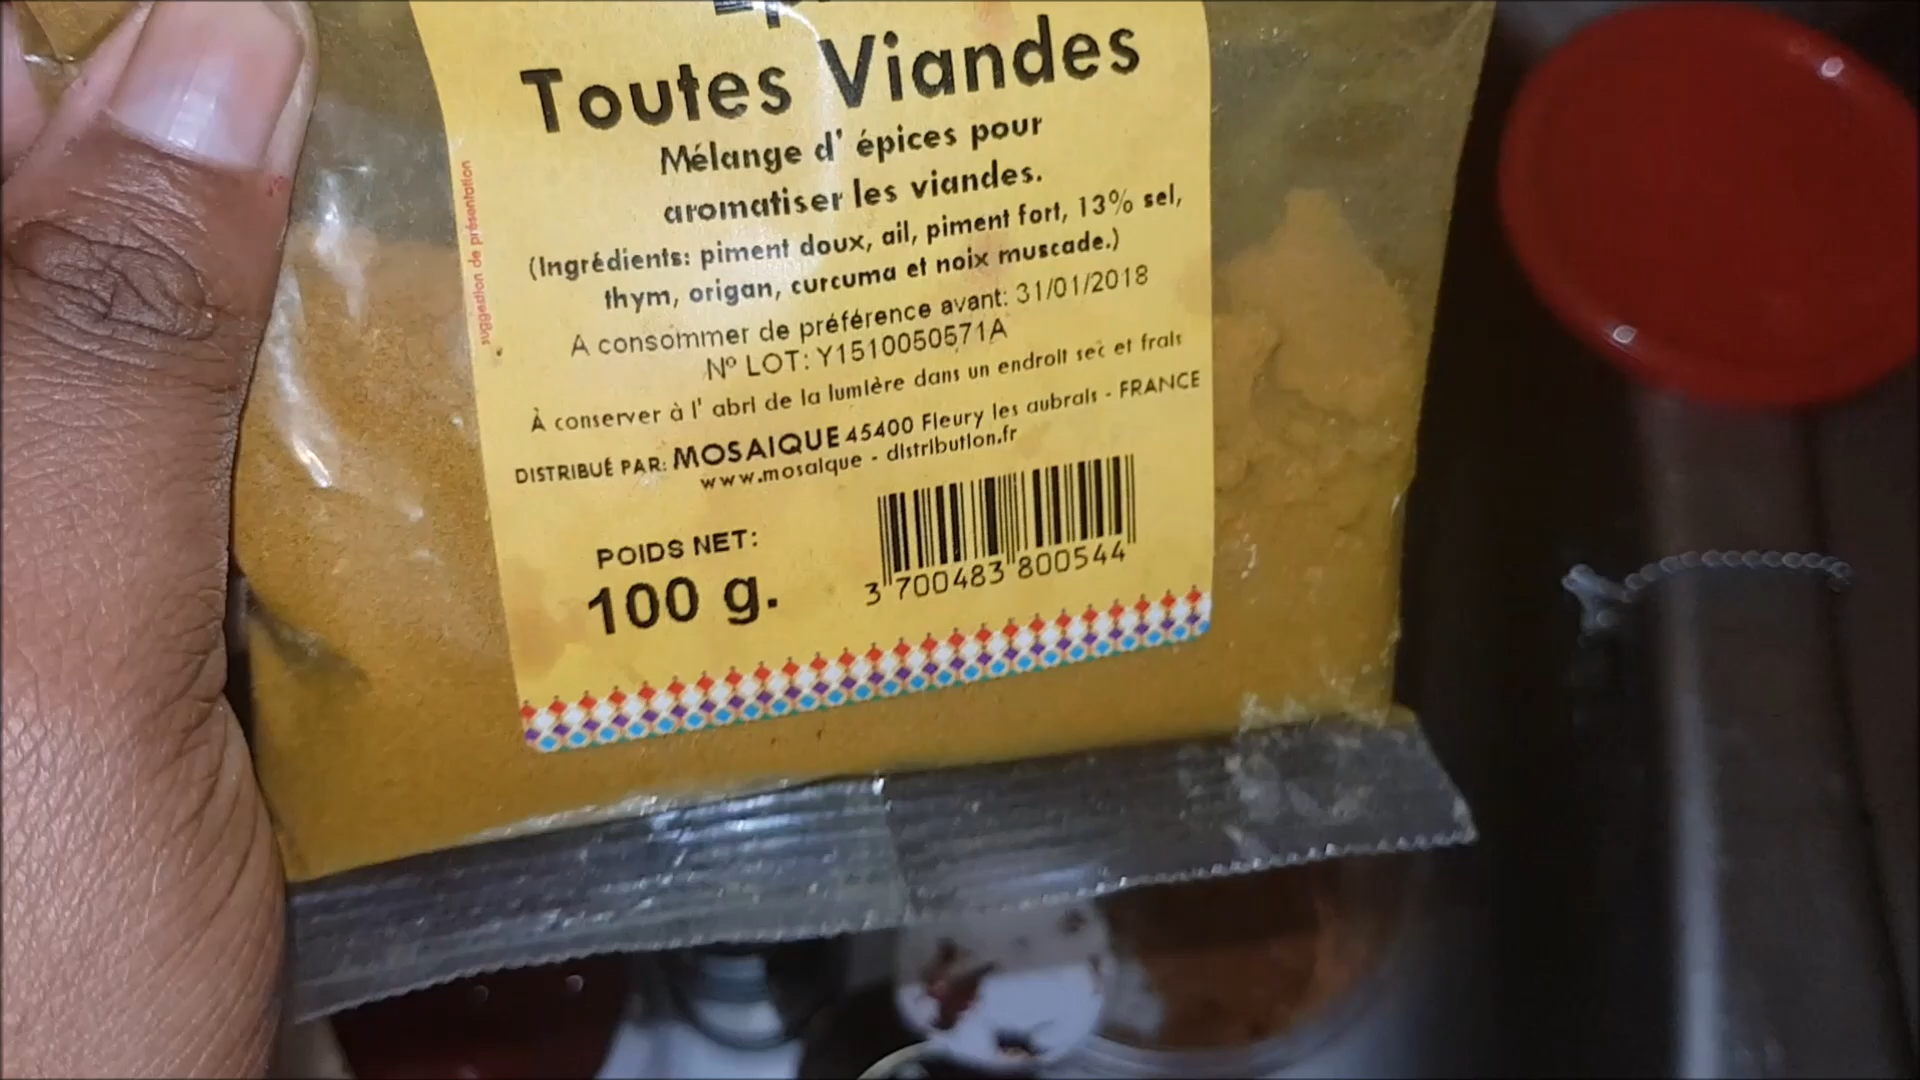 Toutes Viandes
Mélange d' épices pour
aromatiser les viandes.
(Ingrédients: piment doux, ail, piment fort, 13% sel,
thym, origan, curcuma et noix muscade.)
A consommer de préférence avant: 31/01/2018
Nº LOT: Y1510050571A
À conserver à l' abri de la lumière dans un endroit sec et frais
DISTRIBUÉ PAR: MOSAIQUE 45400 Fleury les aubrais - FRANCE
www.mosaique - distribution.fr
POIDS NET:
100 g.
3 700483 800544
suggestion de présentation